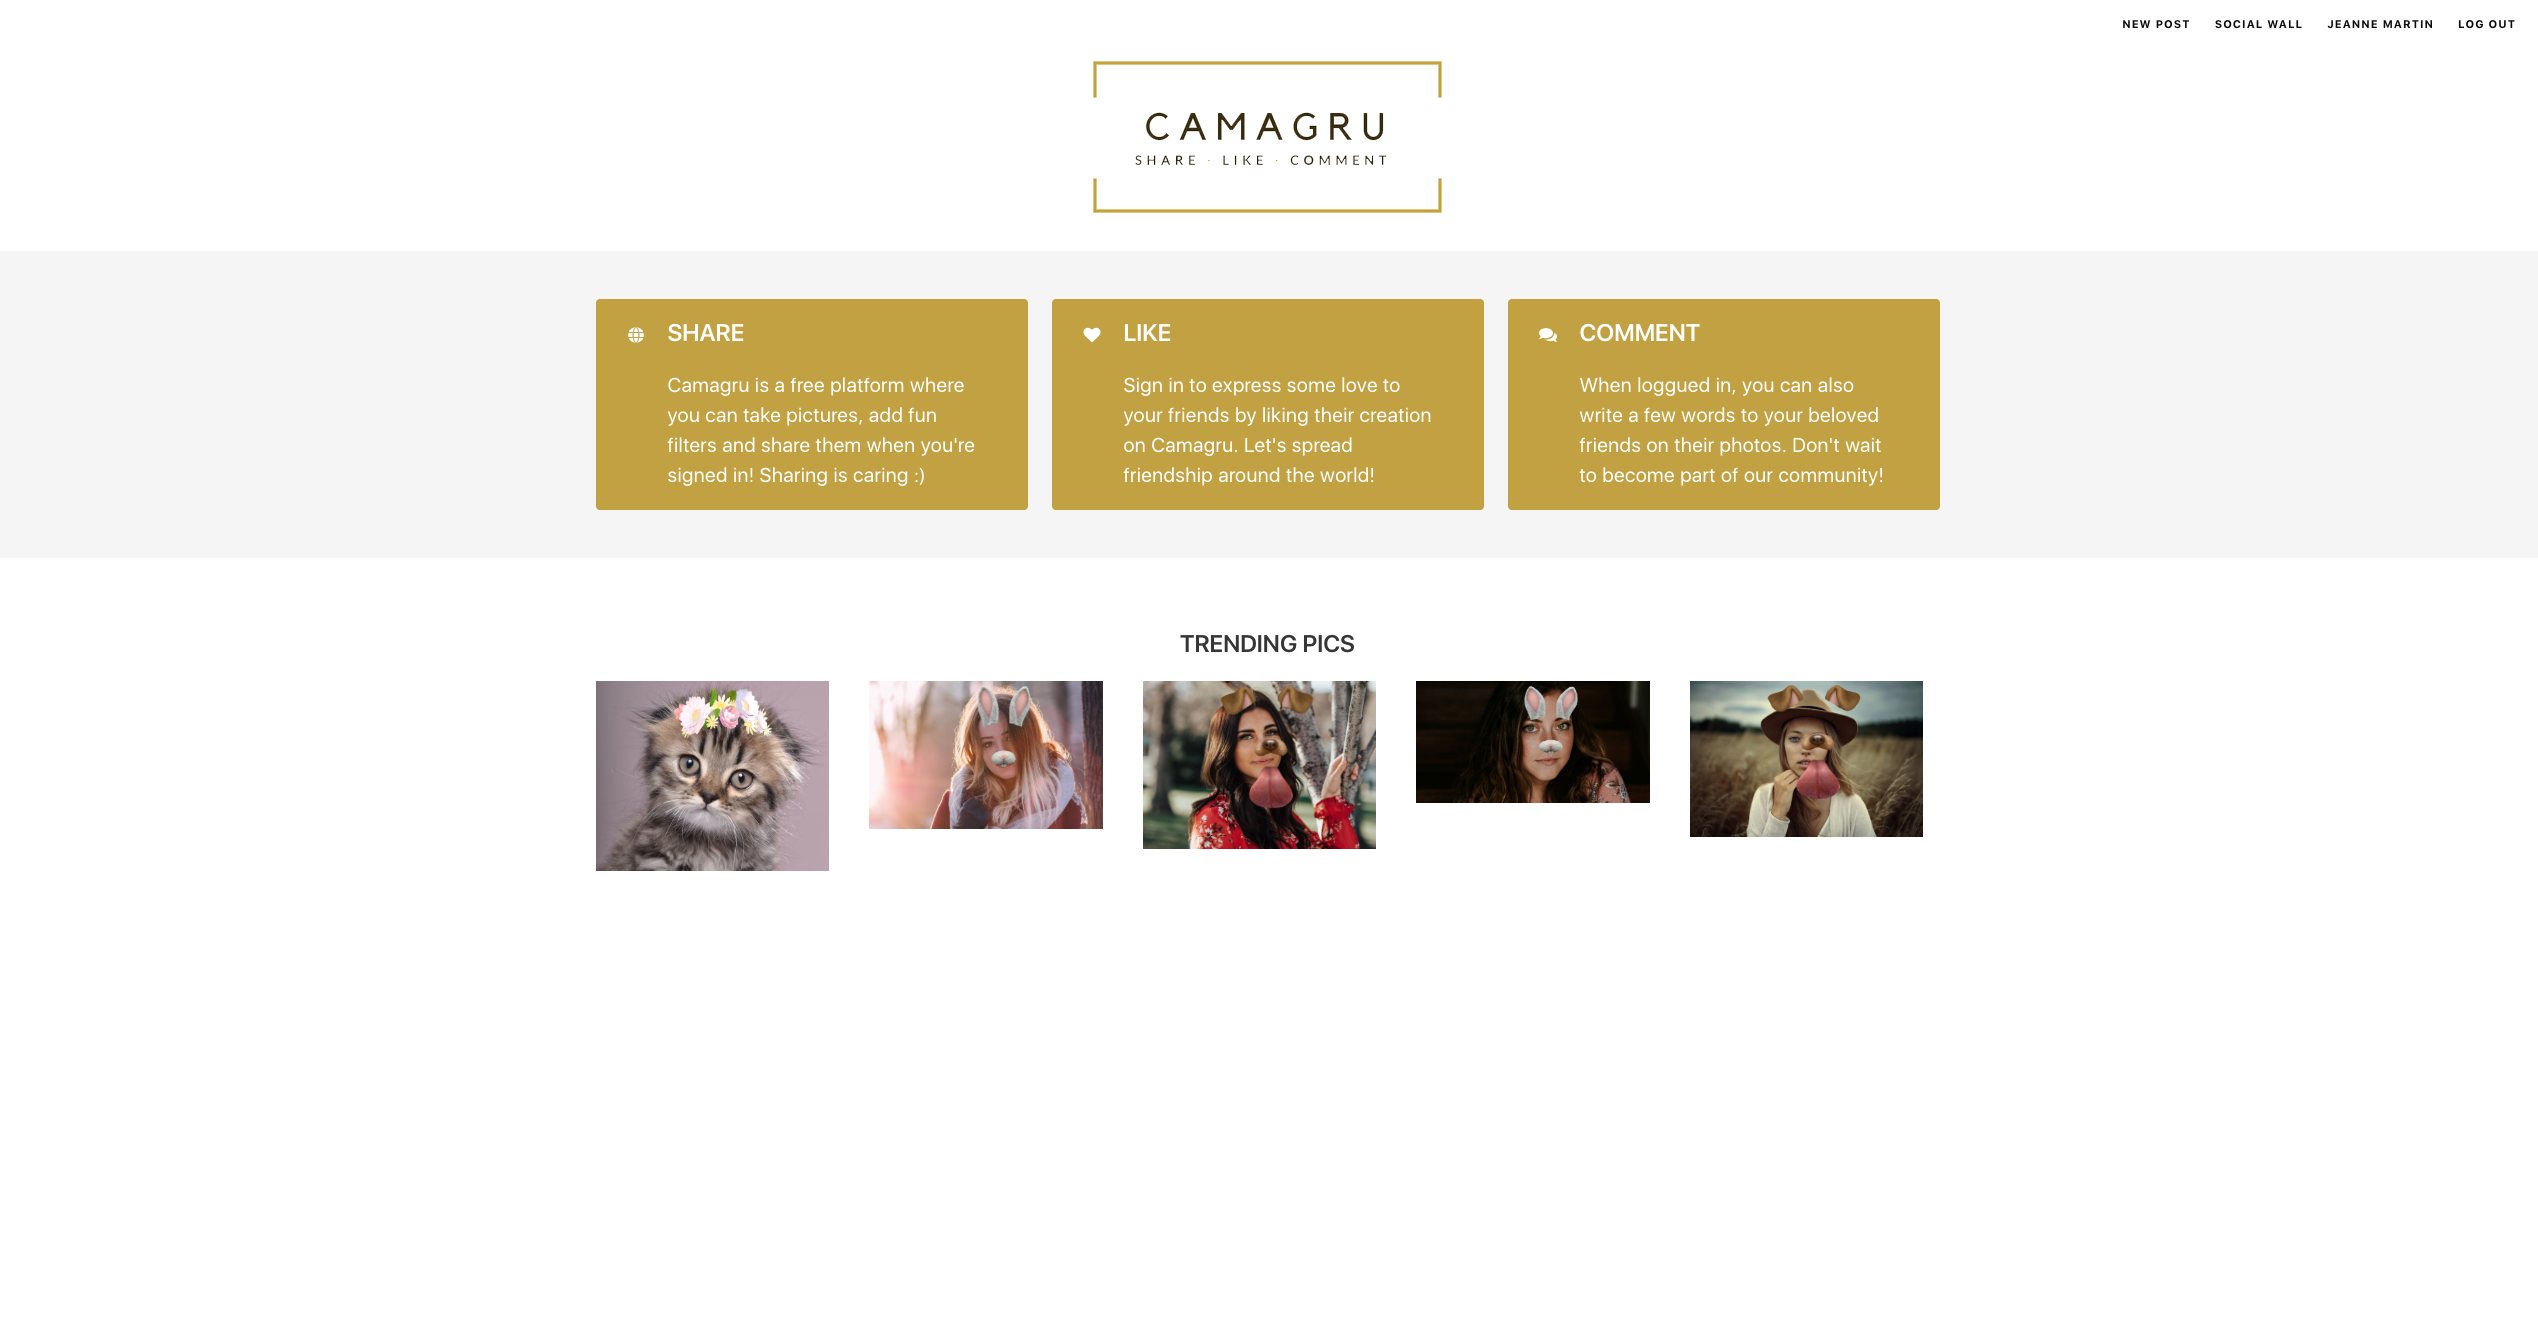 NEW POST SOCIAL WALL JEANNE MARTIN LOG OUT
CAMAGRU
SHARE · LIKE · COMMENT
SHARE
Camagru is a free platform where
you can take pictures, add fun
filters and share them when you're
signed in! Sharing is caring :)
LIKE
Sign in to express some love to
your friends by liking their creation
on Camagru. Let's spread
friendship around the world!
COMMENT
When loggued in, you can also
write a few words to your beloved
friends on their photos. Don't wait
to become part of our community!
TRENDING PICS